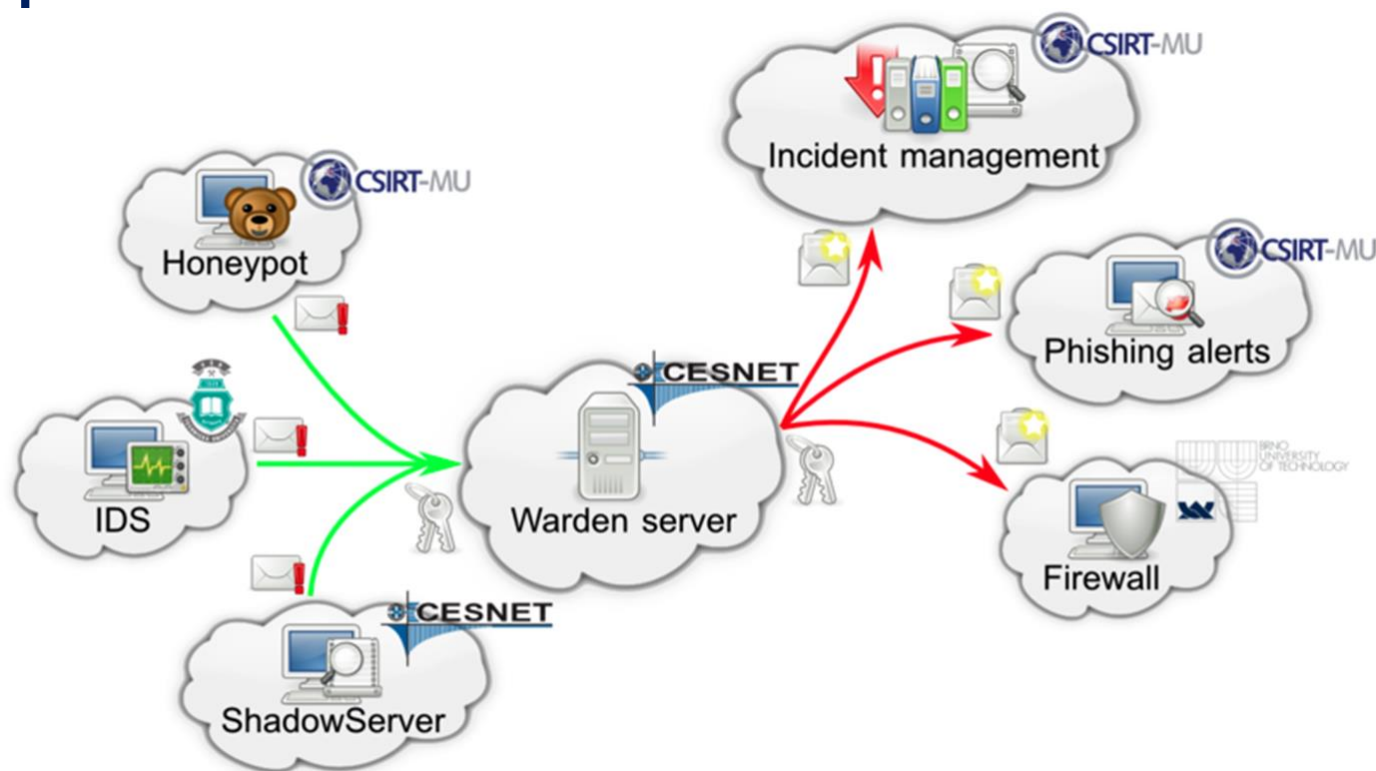 CSIRT-MU
Incident management
CSIRT-MU
Honeypot
CSIRT-MU
Phishing alerts
CESNET
Warden server
IDS
BRNO
UNIVERSITY
OF TECHNOLOGY
Firewall
CESNET
ShadowServer